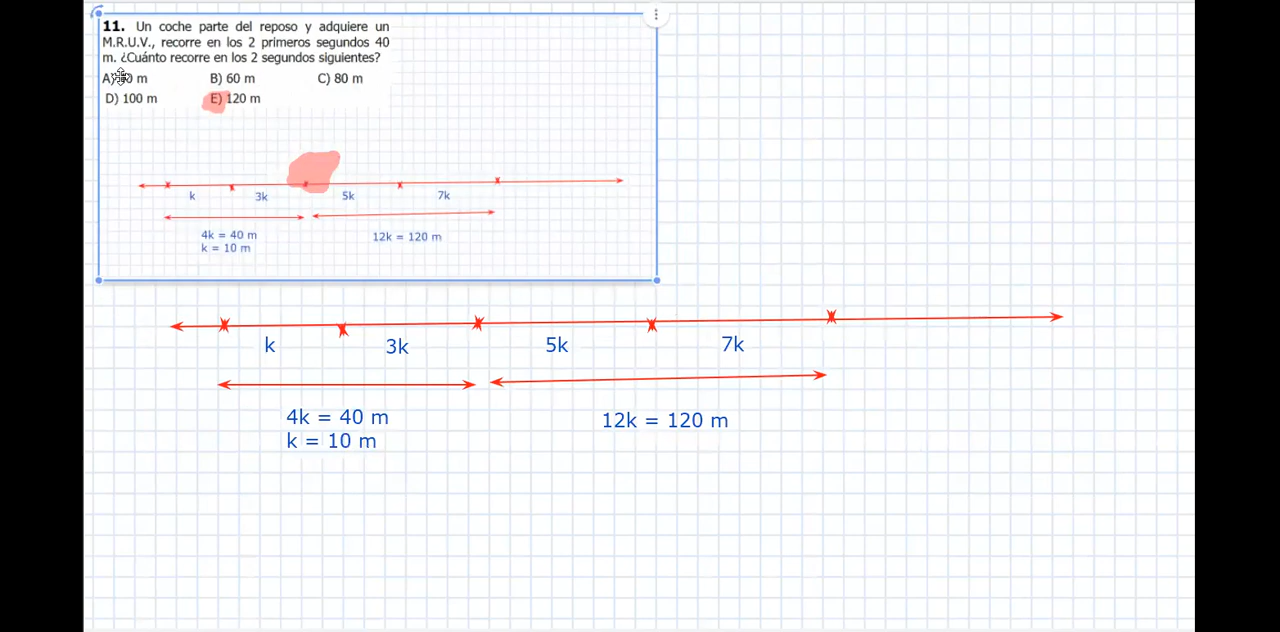 11. Un coche parte del reposo y adquiere un
M.R.U.V., recorre en los 2 primeros segundos 40
m. ¿Cuánto recorre en los 2 segundos siguientes?
A) m B) 60 m C) 80 m
D) 100 m E) 120 m
k 3k 5k 7k
4k = 40 m 12k = 120 m
k = 10 m
k 3k 5k 7k
4k = 40 m 12k = 120 m
k = 10 m